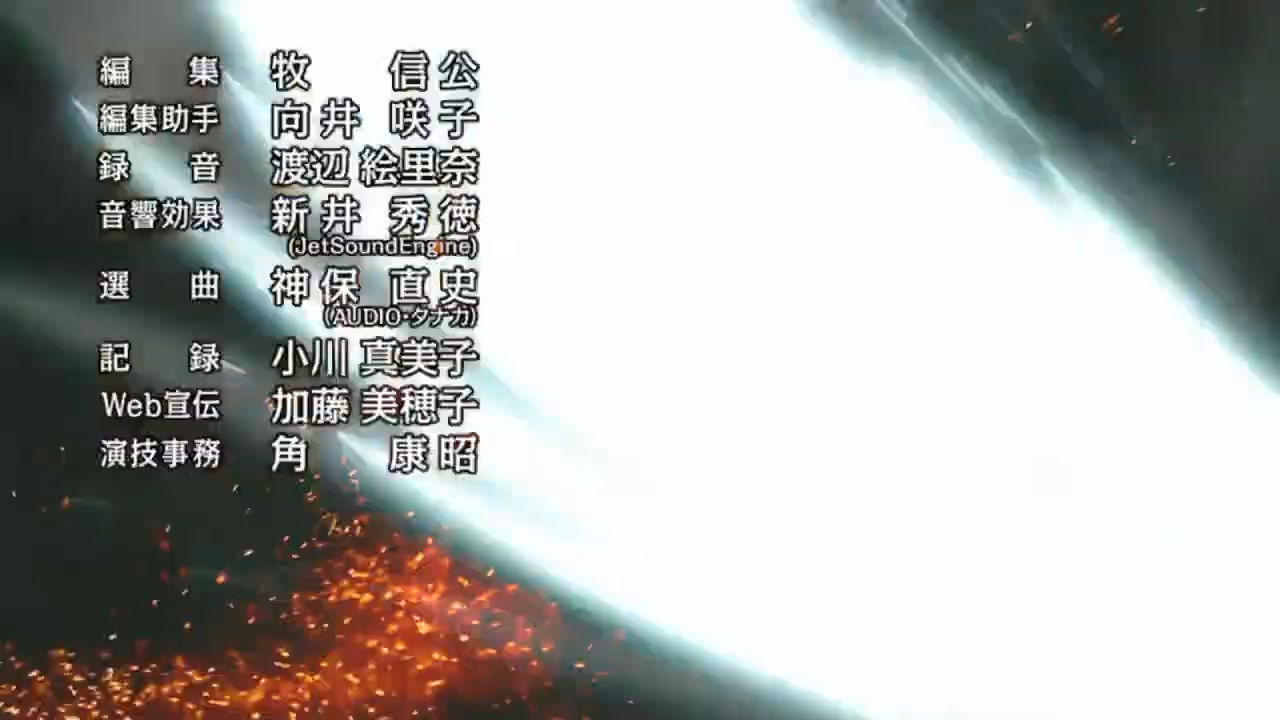 編集 牧 信公
編集助手 向井 咲子
録音 渡辺 絵里奈
音響効果 新井 秀徳
(JetSoundEngine)
選曲 神保 直史
(AUDIO・タナカ)
記録 小川 真美子
Web宣伝 加藤 美穂子
演技事務 角 康昭